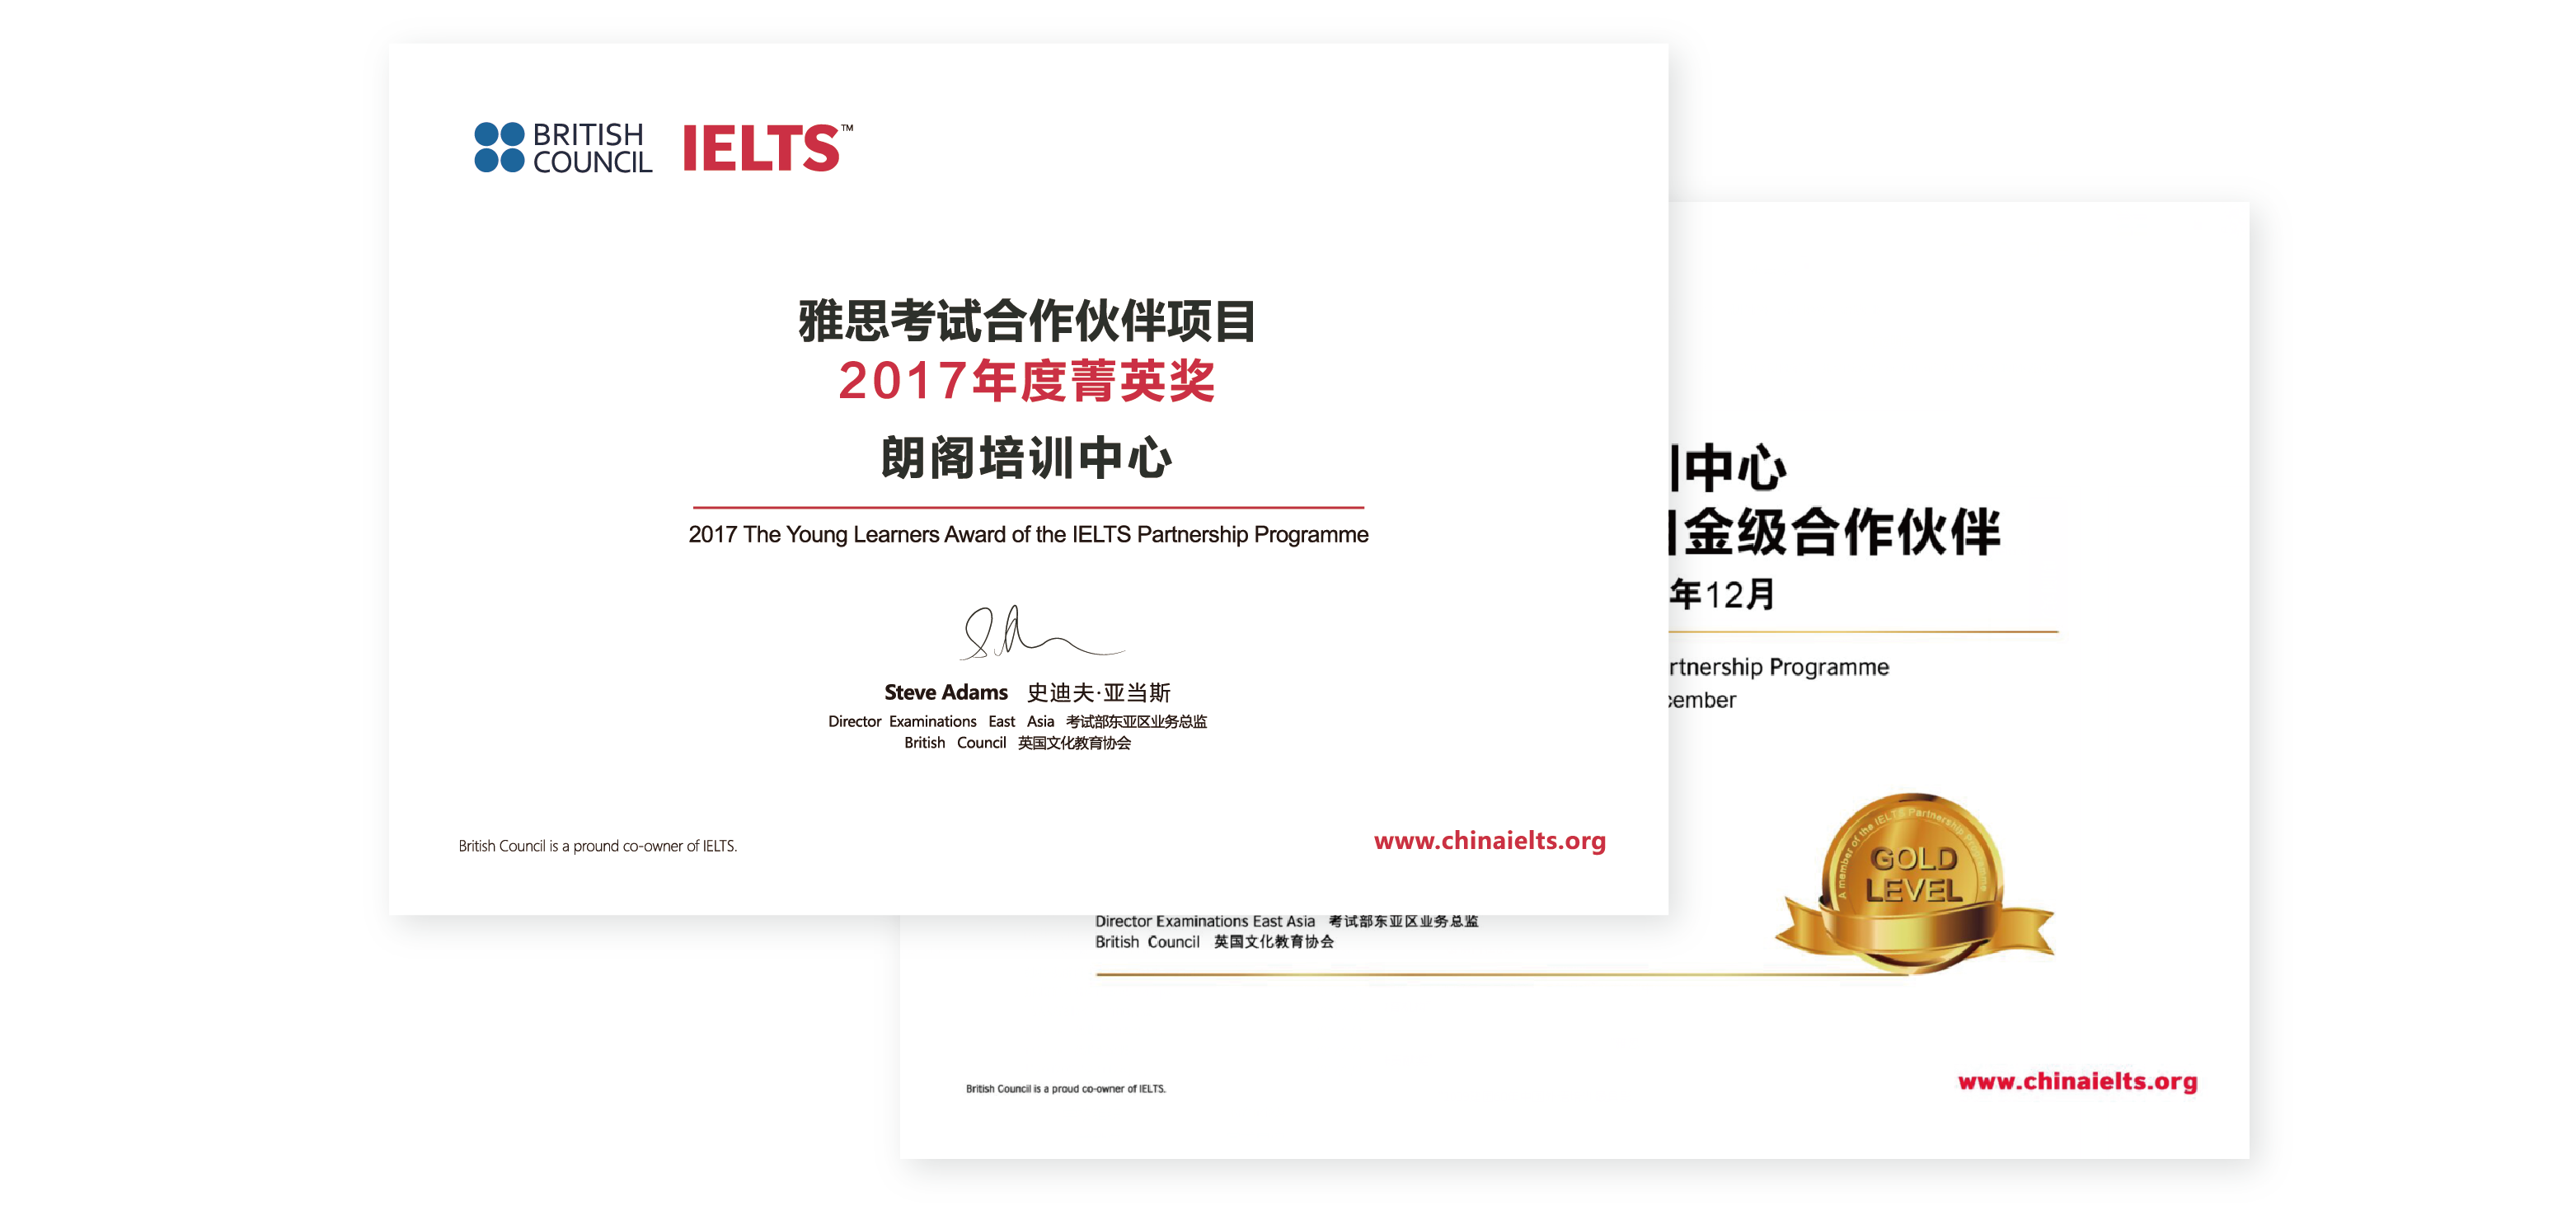 BRITISH
COUNCIL
IELTS™
雅思考试合作伙伴项目
2017年度菁英奖
朗阁培训中心
2017 The Young Learners Award of the IELTS Partnership Programme
Steve Adams 史迪夫·亚当斯
Director Examinations East Asia 考试部东亚区业务总监
British Council 英国文化教育协会
British Council is a pround co-owner of IELTS.
www.chinaielts.org
中心
金级合作伙伴
年12月
rtnership Programme
cember
A member of the IELTS Partnership Programme
GOLD
LEVEL
Director Examinations East Asia 考试部东亚区业务总监
British Council 英国文化教育协会
British Council is a proud co-owner of IELTS.
www.chinaielts.org